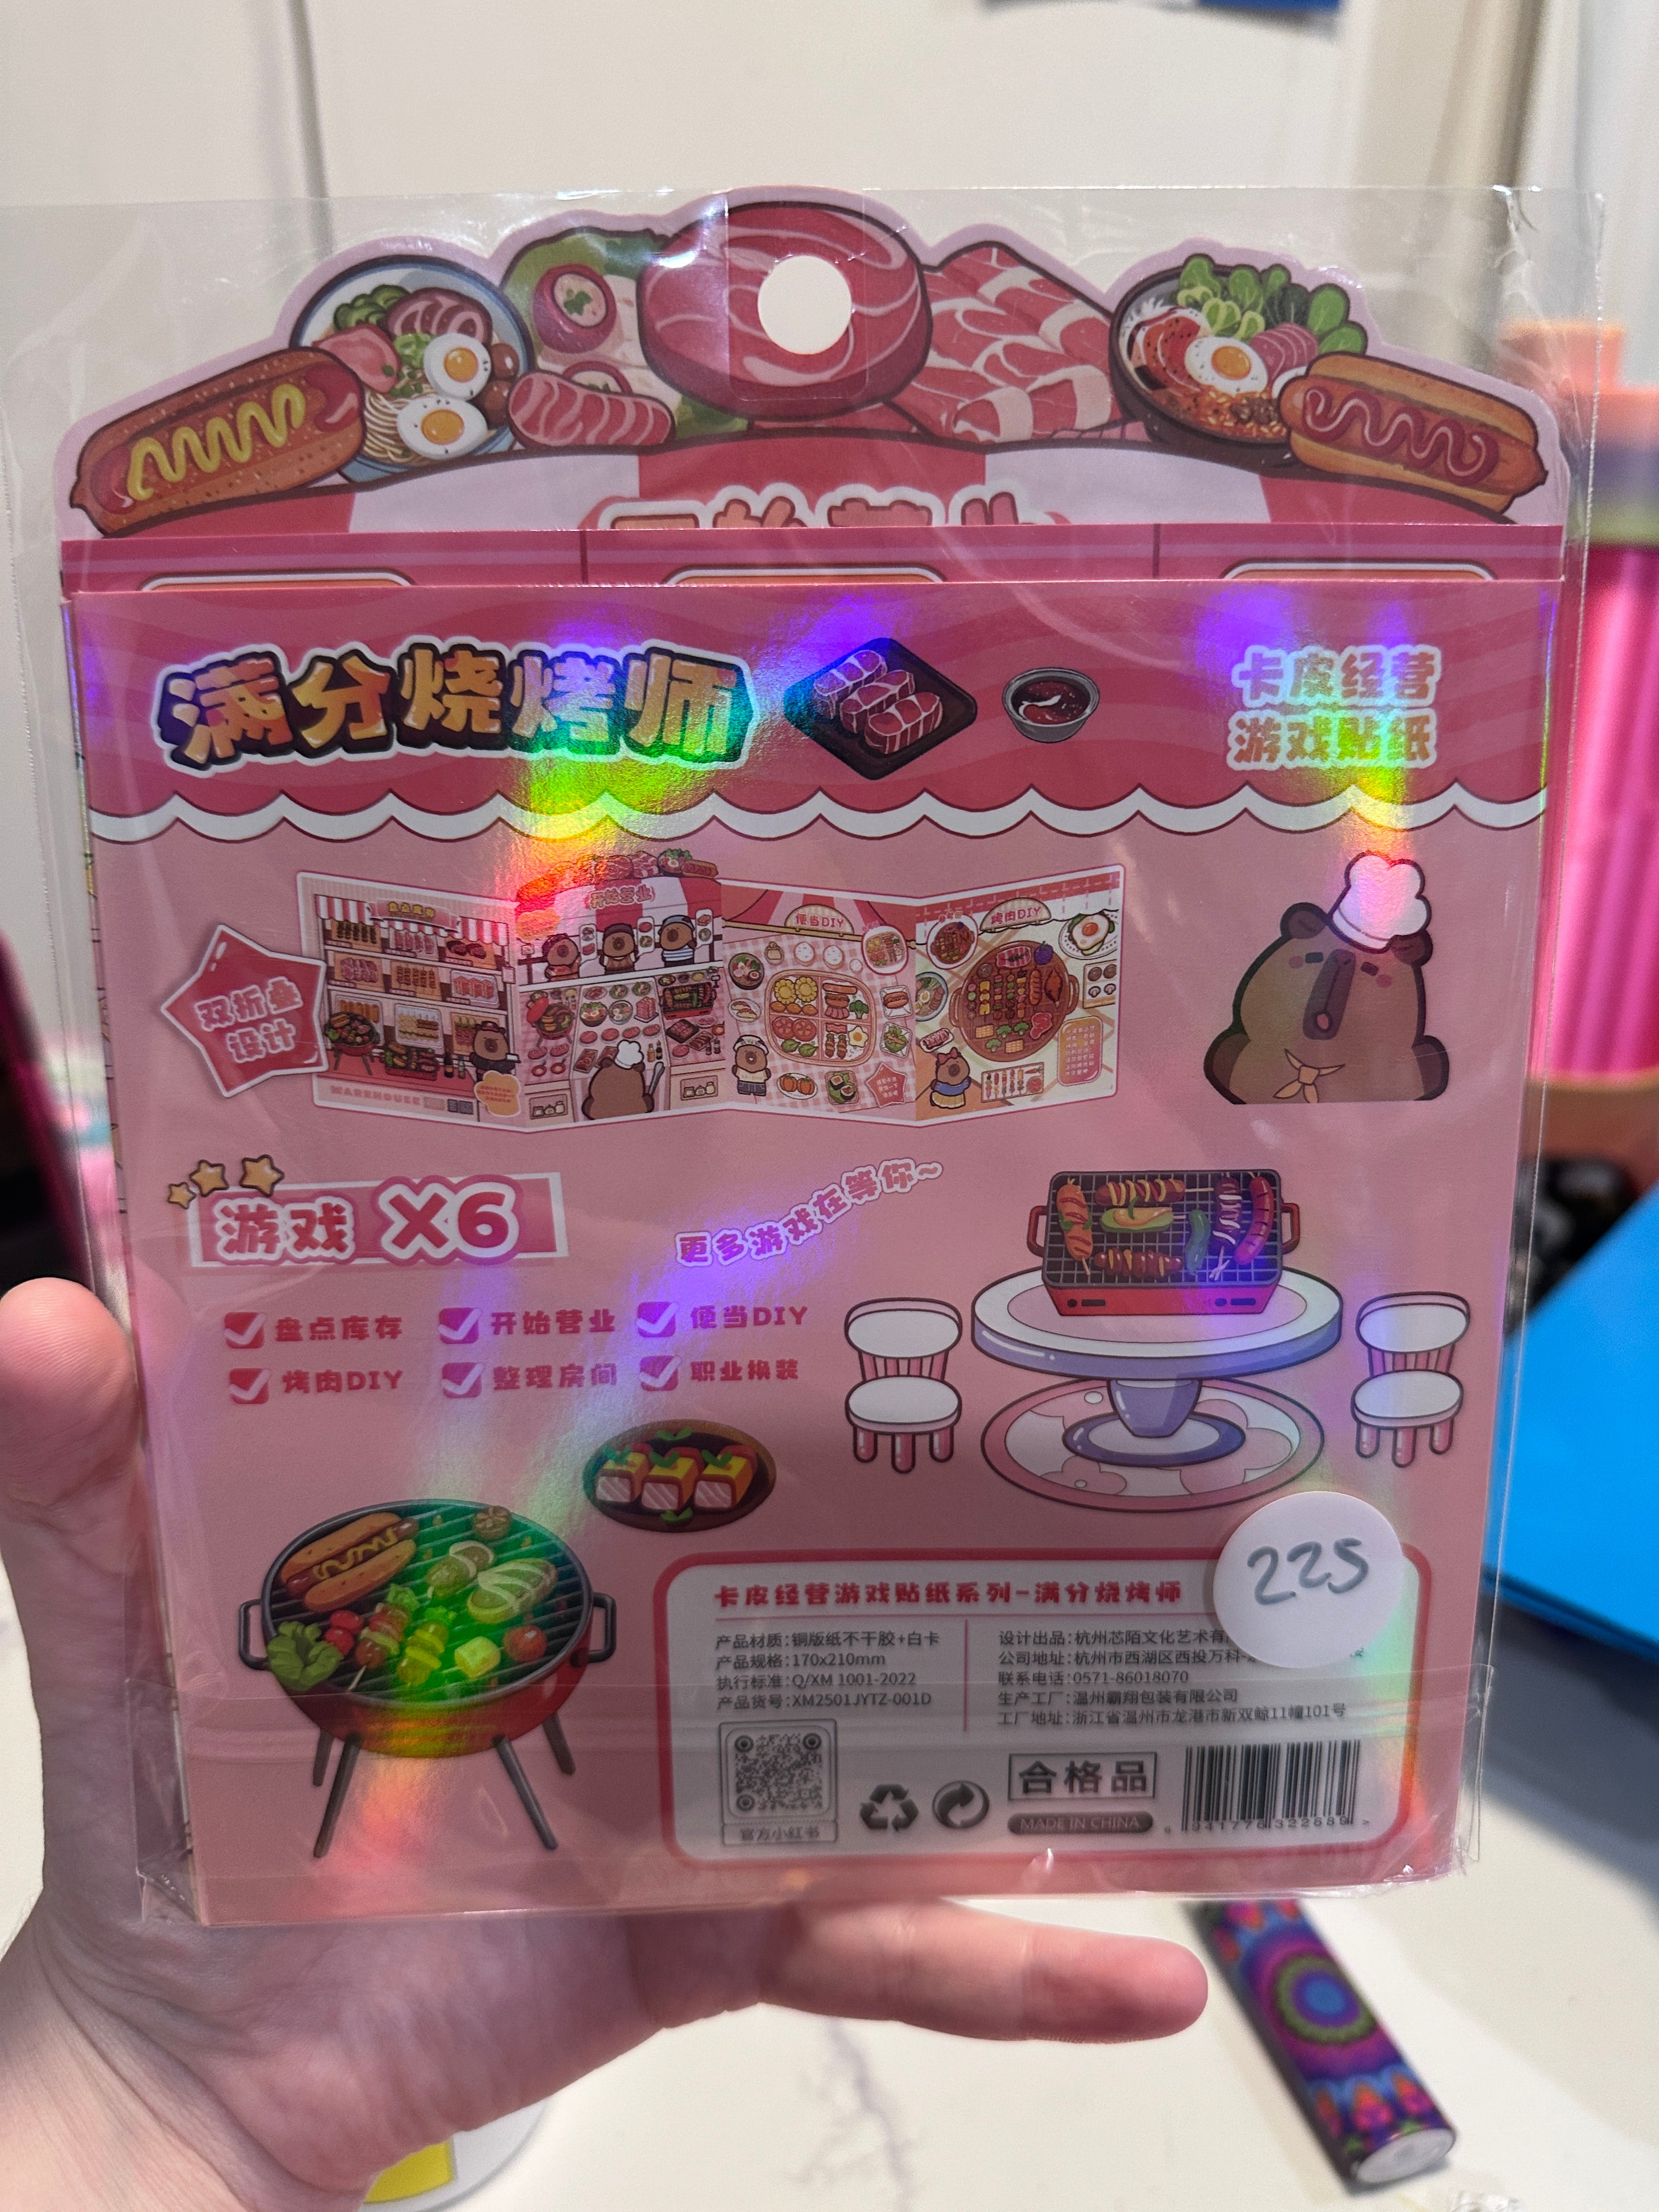 满分烧烤师
卡皮经营
游戏贴纸
双折叠
设计
盘点库存
开始营业
便当DIY
烤肉DIY
WAREHOUSE
游戏 X6
更多游戏在等你~
盘点库存
开始营业
便当DIY
烤肉DIY
整理房间
职业换装
225
卡皮经营游戏贴纸系列-满分烧烤师
产品材质:铜版纸不干胶+白卡
产品规格:170x210mm
执行标准:Q/XM 1001-2022
产品货号:XM2501JYTZ-001D
设计出品:杭州芯陌文化艺术有
公司地址:杭州市西湖区西投万科
联系电话:0571-86018070
生产工厂:温州霸翔包装有限公司
工厂地址:浙江省温州市龙港市新双鲸11幢101号
官方小红书
合格品
MADE IN CHINA